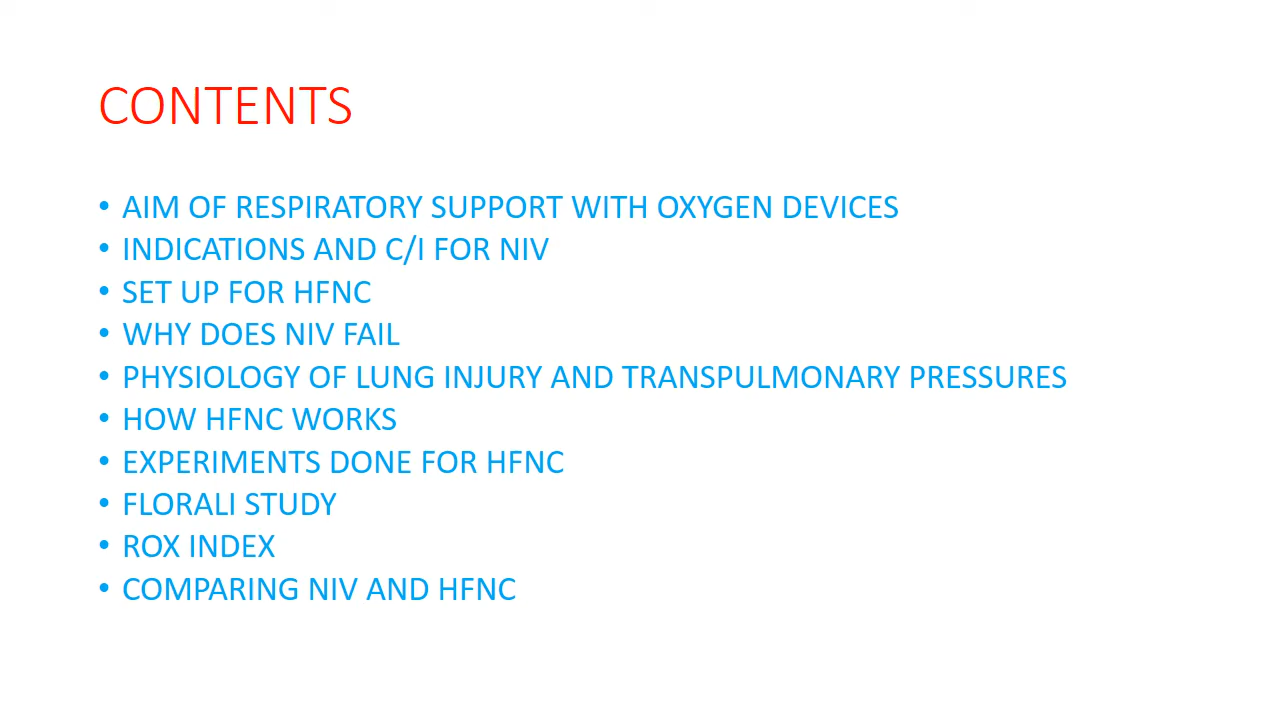 CONTENTS
• AIM OF RESPIRATORY SUPPORT WITH OXYGEN DEVICES
• INDICATIONS AND C/I FOR NIV
• SET UP FOR HFNC
• WHY DOES NIV FAIL
• PHYSIOLOGY OF LUNG INJURY AND TRANSPULMONARY PRESSURES
• HOW HFNC WORKS
• EXPERIMENTS DONE FOR HFNC
• FLORALI STUDY
• ROX INDEX
• COMPARING NIV AND HFNC